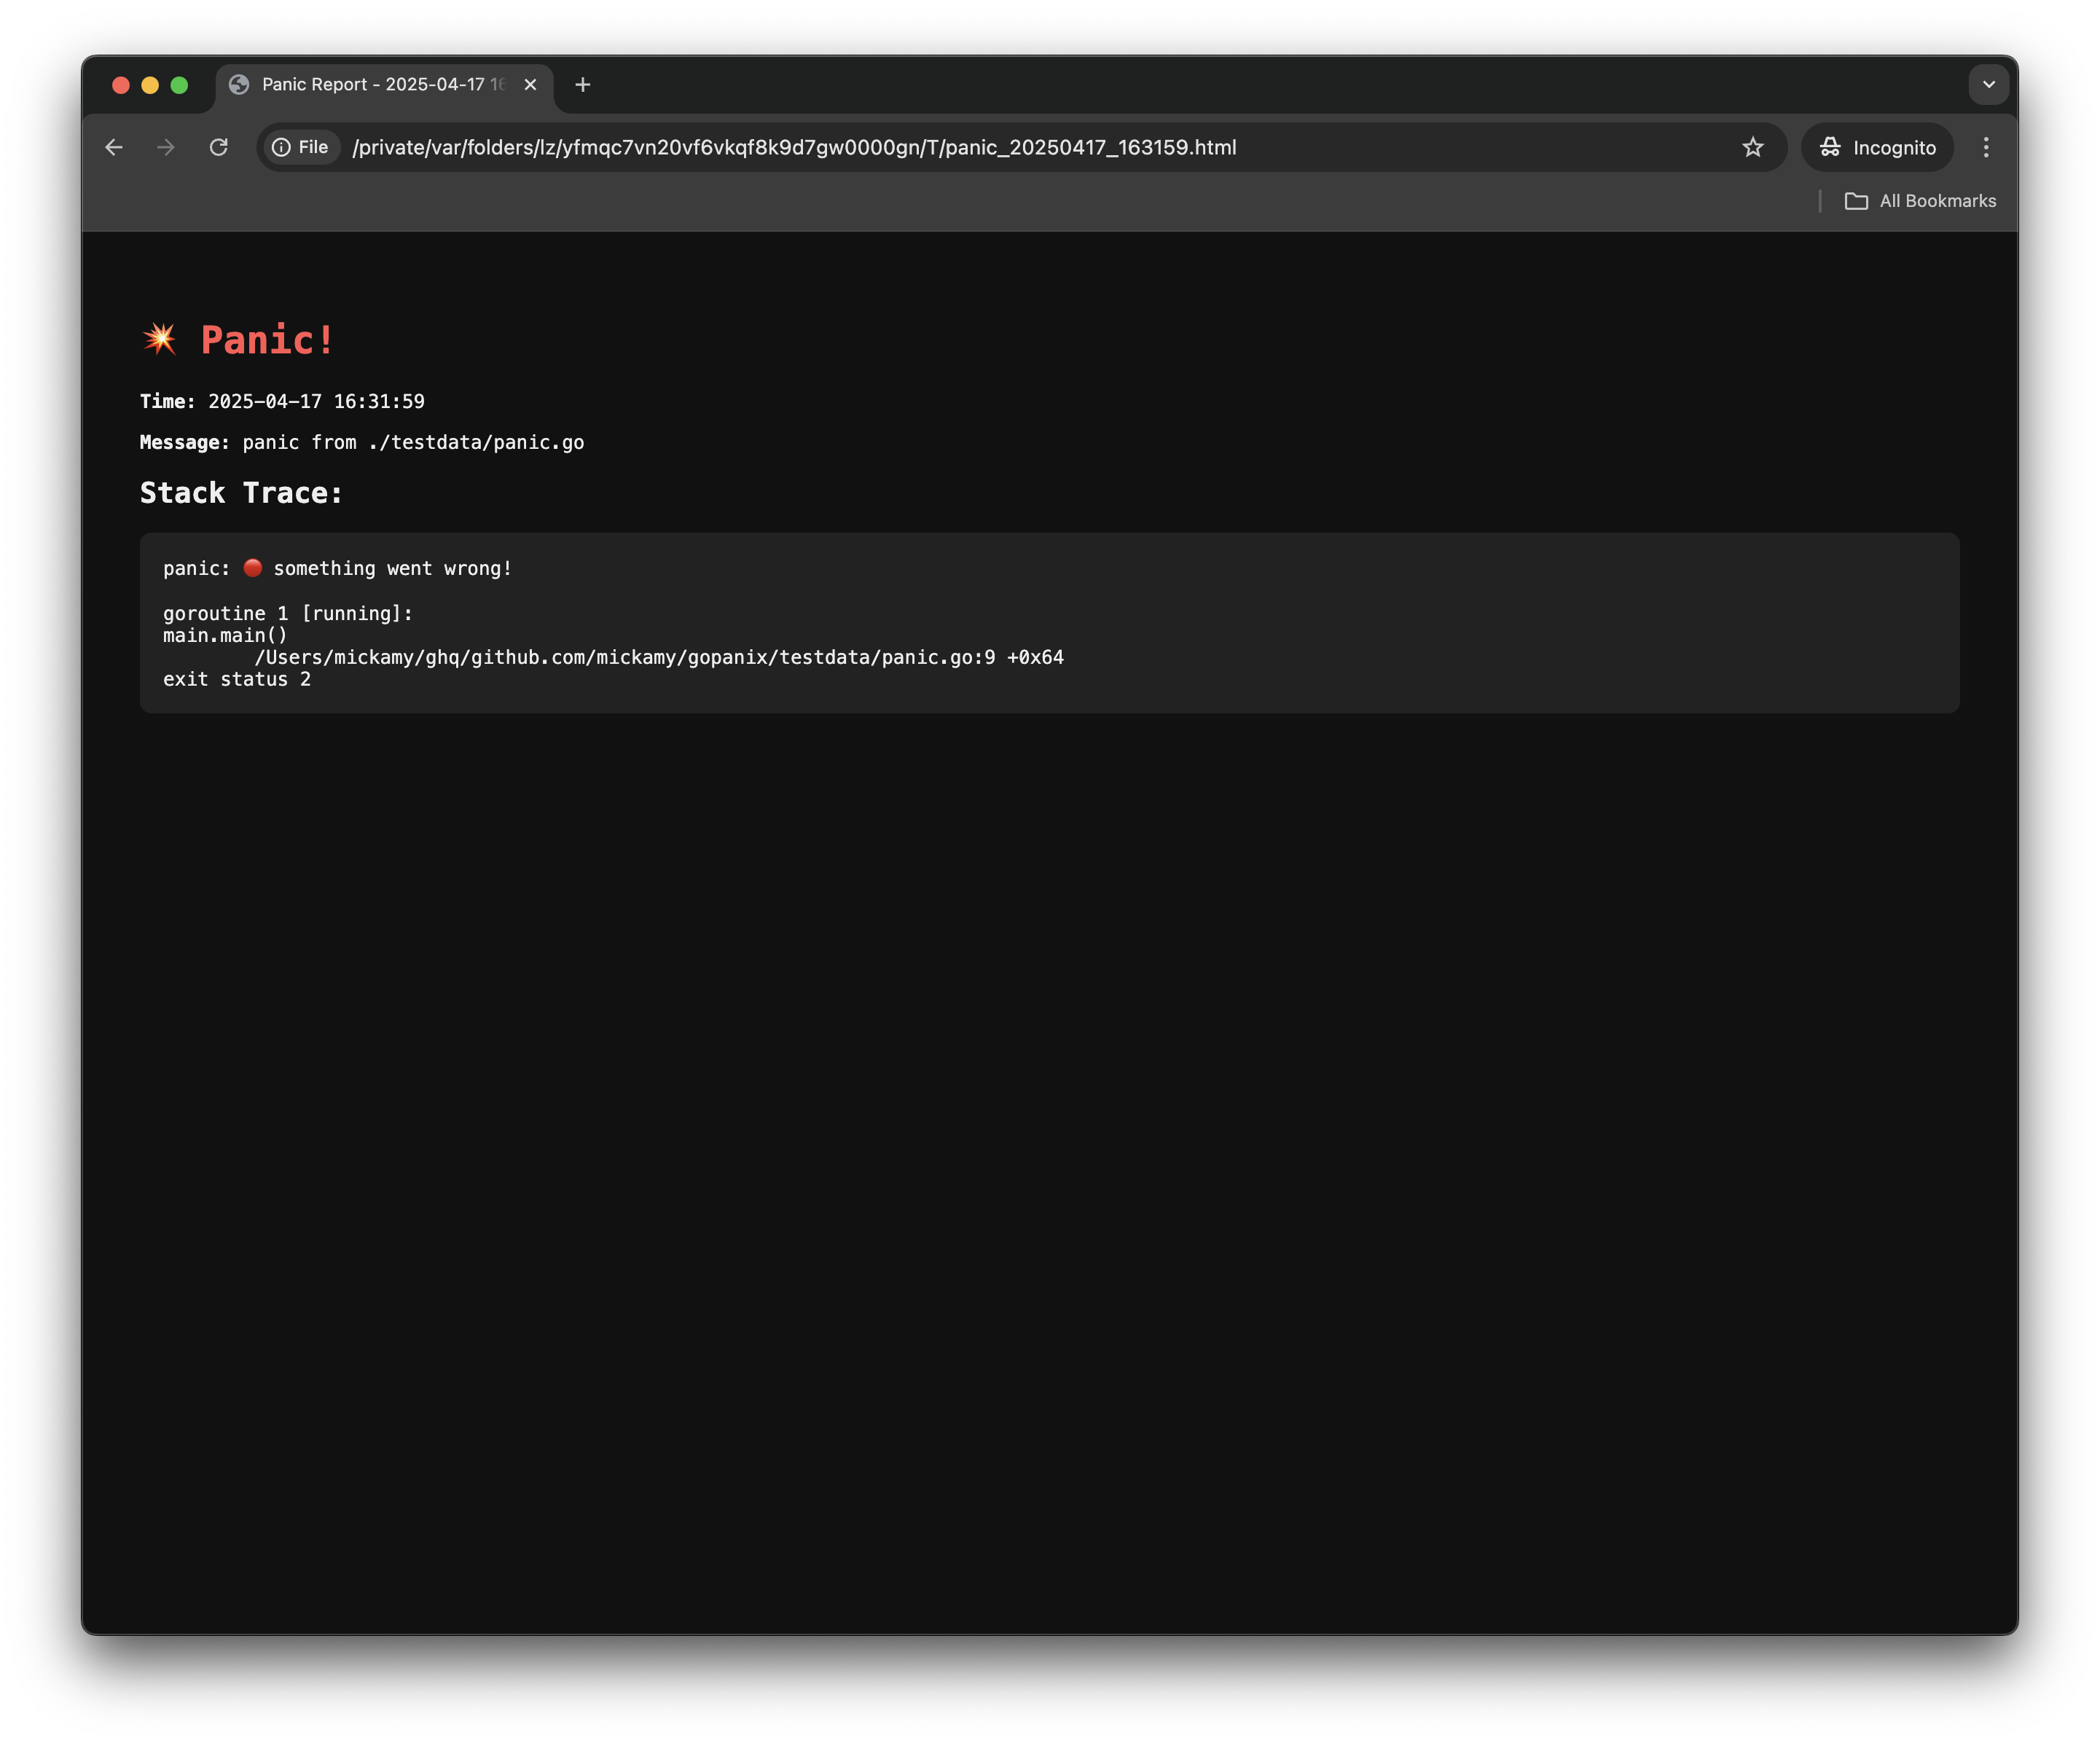 Panic Report - 2025-04-17
File /private/var/folders/lz/yfmqc7vn20vf6vkqf8k9d7gw0000gn/T/panic_20250417_163159.html Incognito
All Bookmarks
💥 Panic!
Time: 2025-04-17 16:31:59
Message: panic from ./testdata/panic.go
Stack Trace:
panic: 🔴 something went wrong!
goroutine 1 [running]:
main.main()
/Users/mickamy/ghq/github.com/mickamy/gopanix/testdata/panic.go:9 +0x64
exit status 2